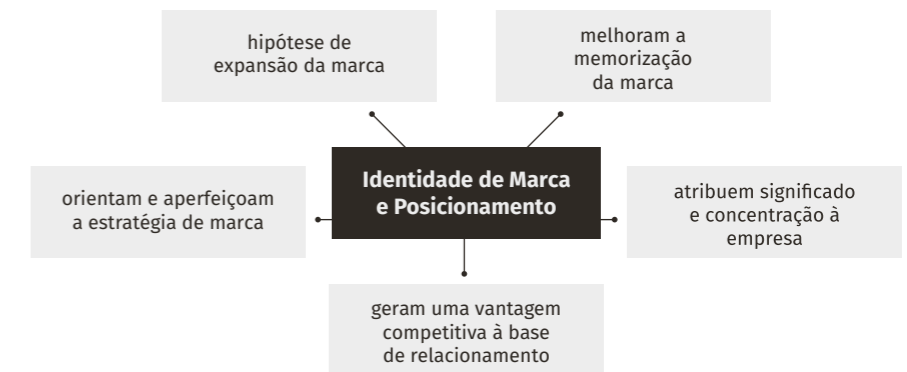 hipótese de
expansão da marca
melhoram a
memorização
da marca
Identidade de Marca
e Posicionamento
orientam e aperfeiçoam
a estratégia de marca
atribuem significado
e concentração à
empresa
geram uma vantagem
competitiva à base
de relacionamento